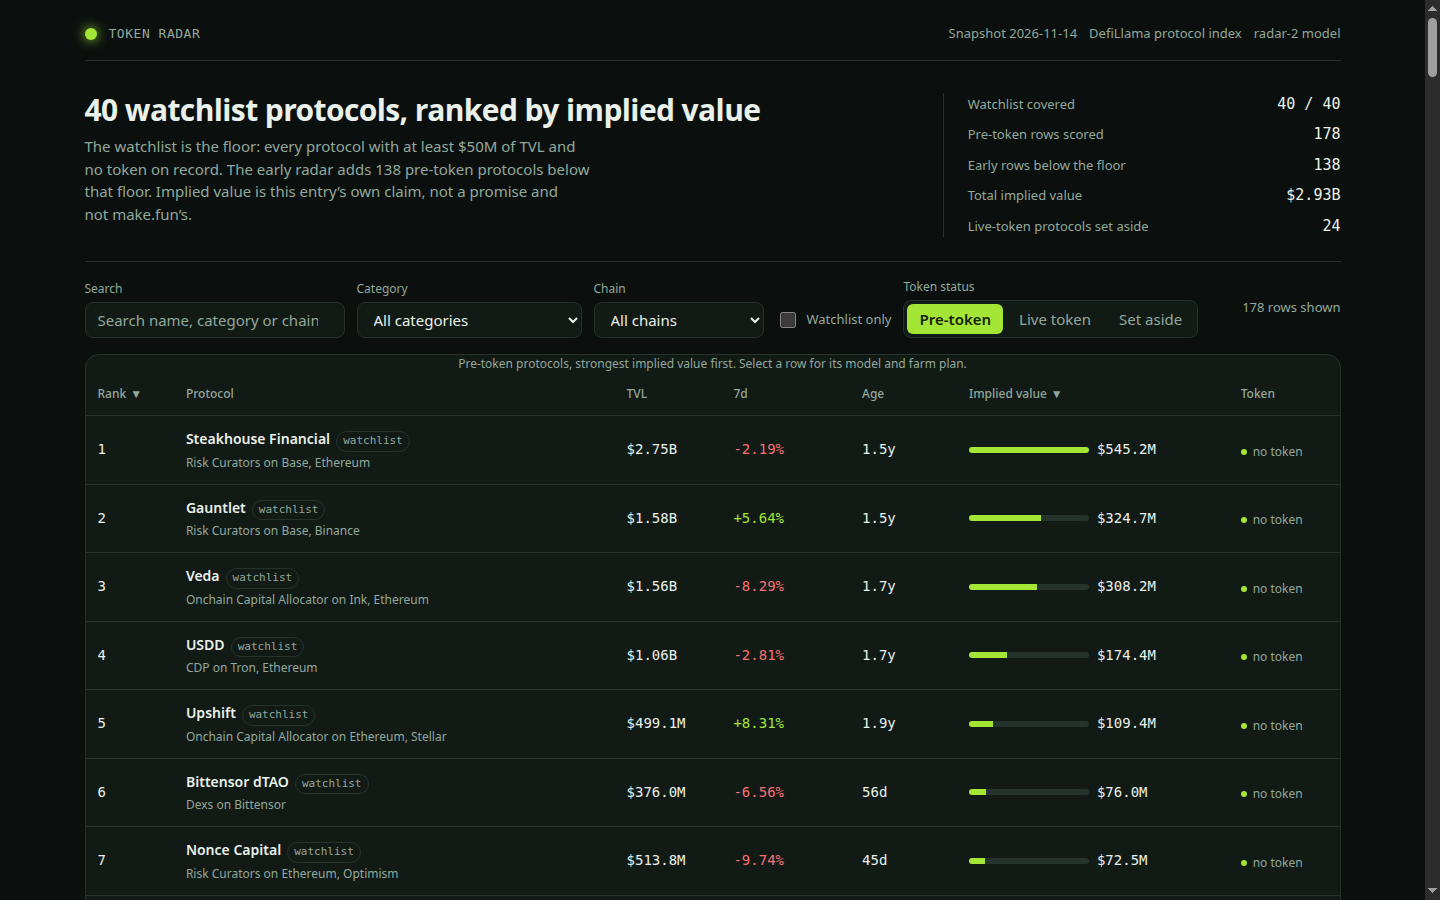 TOKEN RADAR
Snapshot 2026-11-14 DefiLlama protocol index radar-2 model
40 watchlist protocols, ranked by implied value
The watchlist is the floor: every protocol with at least $50M of TVL and
no token on record. The early radar adds 138 pre-token protocols below
that floor. Implied value is this entry's own claim, not a promise and
not make.fun's.
Watchlist covered 40 / 40
Pre-token rows scored 178
Early rows below the floor 138
Total implied value $2.93B
Live-token protocols set aside 24
Search Category Chain Token status
Search name, category or chain All categories All chains Watchlist only Pre-token Live token Set aside 178 rows shown
Pre-token protocols, strongest implied value first. Select a row for its model and farm plan.
Rank ▼ Protocol TVL 7d Age Implied value ▼ Token
1 Steakhouse Financial watchlist $2.75B -2.19% 1.5y $545.2M no token
Risk Curators on Base, Ethereum
2 Gauntlet watchlist $1.58B +5.64% 1.5y $324.7M no token
Risk Curators on Base, Binance
3 Veda watchlist $1.56B -8.29% 1.7y $308.2M no token
Onchain Capital Allocator on Ink, Ethereum
4 USDD watchlist $1.06B -2.81% 1.7y $174.4M no token
CDP on Tron, Ethereum
5 Upshift watchlist $499.1M +8.31% 1.9y $109.4M no token
Onchain Capital Allocator on Ethereum, Stellar
6 Bittensor dTAO watchlist $376.0M -6.56% 56d $76.0M no token
Dexs on Bittensor
7 Nonce Capital watchlist $513.8M -9.74% 45d $72.5M no token
Risk Curators on Ethereum, Optimism